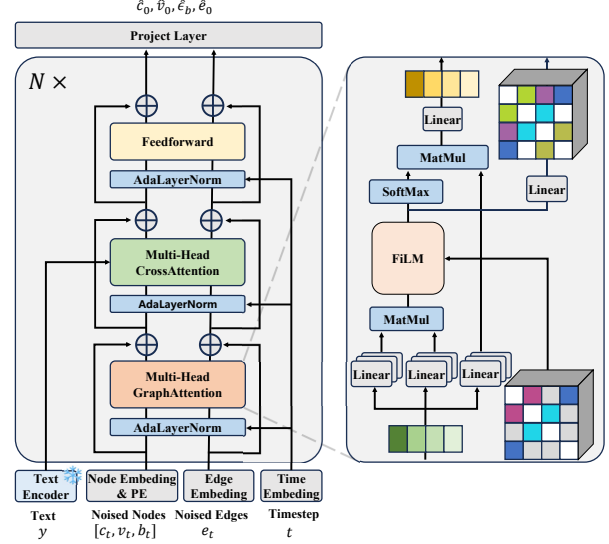 ĉ₀, v̂₀, ϵ̂_b, ê₀
Project Layer
N ×
Feedforward
AdaLayerNorm
Multi-Head
CrossAttention
AdaLayerNorm
Multi-Head
GraphAttention
AdaLayerNorm
Text
Encoder
Node Embeding
& PE
Edge
Embeding
Time
Embeding
Text
y
Noised Nodes
[c_t, v_t, b_t]
Noised Edges
e_t
Timestep
t
Linear
MatMul
SoftMax
Linear
FiLM
MatMul
Linear
Linear
Linear